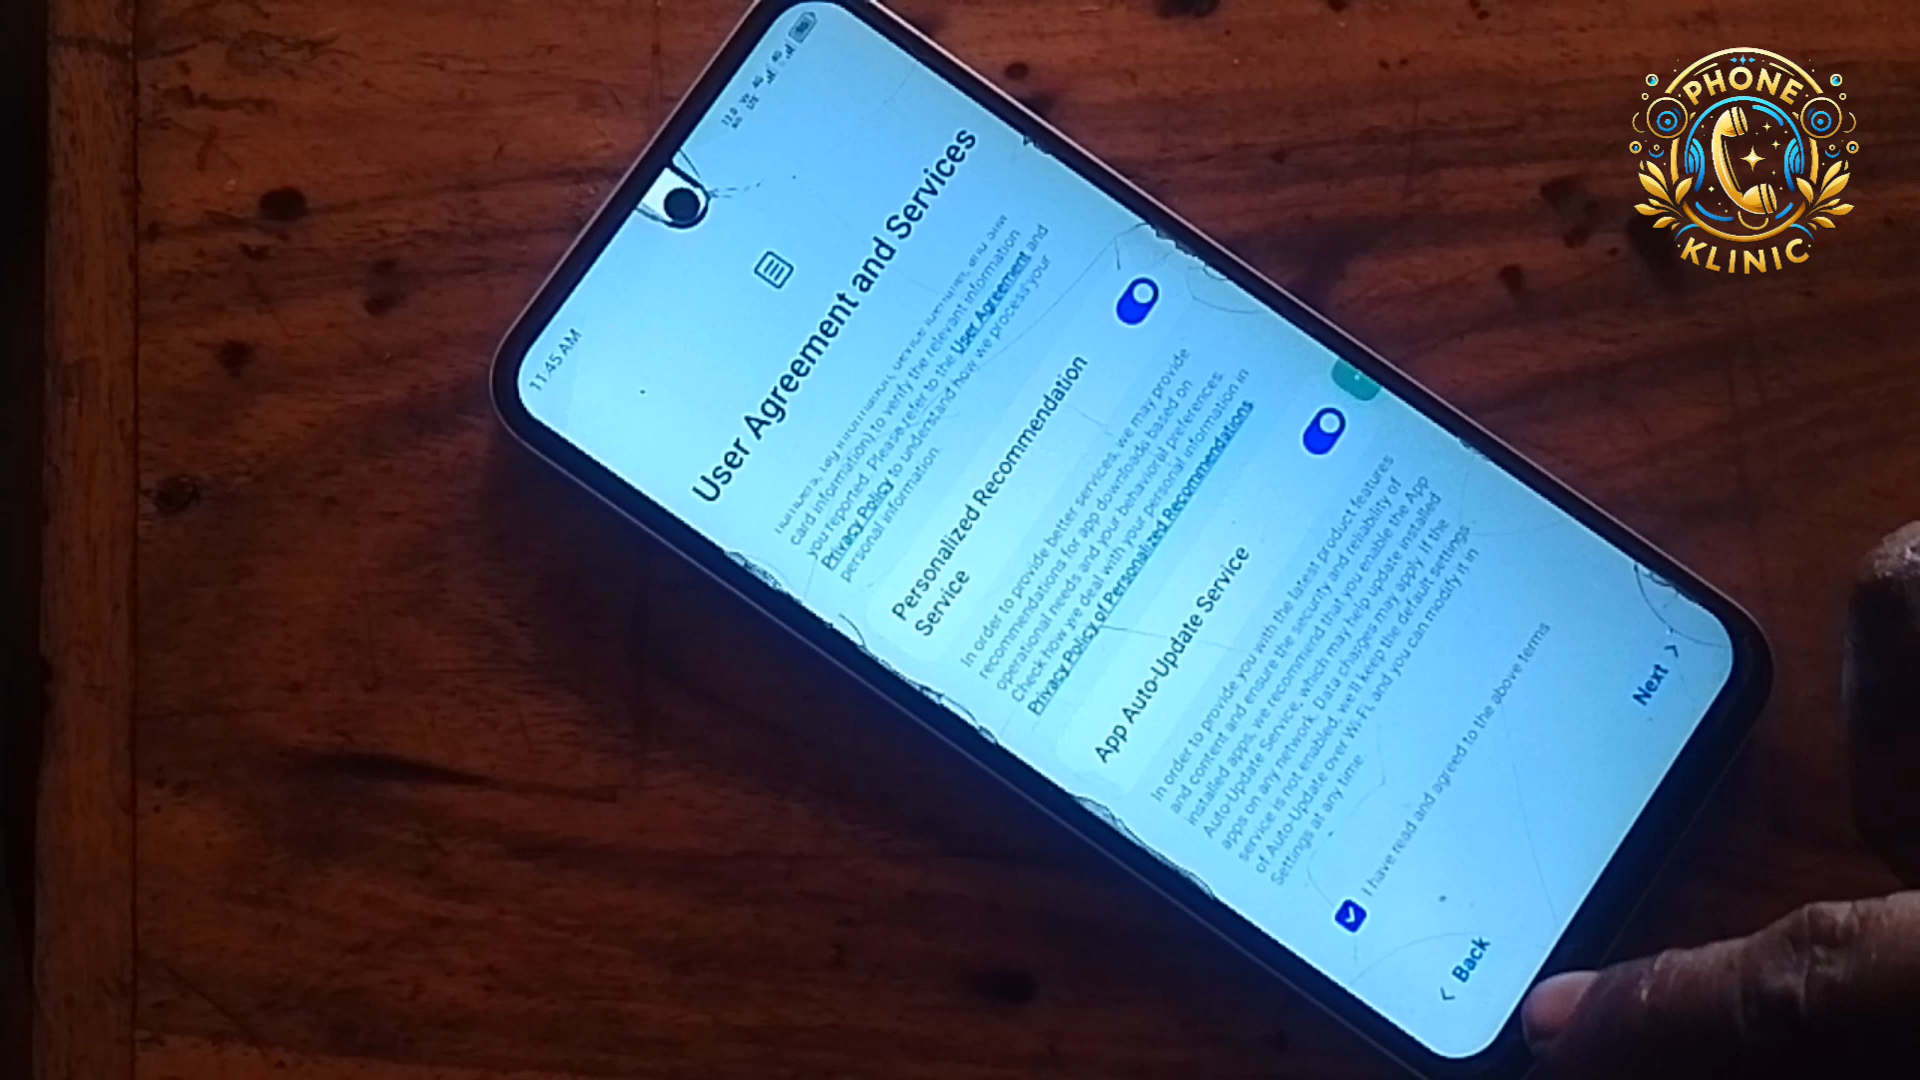 PHONE
KLINIC
11:45 AM
User Agreement and Services
card information) to verify the relevant information
you reported. Please refer to the User Agreement and
Privacy Policy to understand how we process your
personal information.
Personalized Recommendation
Service
In order to provide better services, we may provide
recommendations for app downloads based on
operational needs and your behavioral preferences.
Check how we deal with your personal information in
Privacy Policy of Personalized Recommendations
App Auto-Update Service
In order to provide you with the latest product features
and content and ensure the security and reliability of
installed apps, we recommend that you enable the App
Auto-Update Service, which may help update installed
apps on any network. Data charges may apply. If the
service is not enabled, we'll keep the default settings
of Auto-Update over Wi-Fi, and you can modify it in
Settings at any time.
I have read and agreed to the above terms
Back
Next